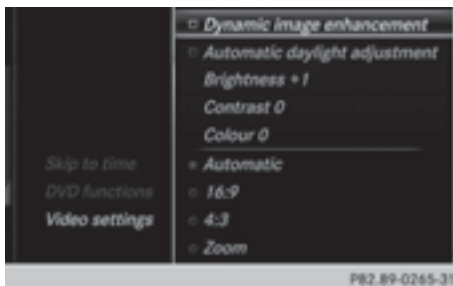 Dynamic image enhancement
Automatic daylight adjustment
Brightness +1
Contrast 0
Colour 0
Skip to time
Automatic
DVD functions
16:9
Video settings
4:3
Zoom
P82.89-0265-31